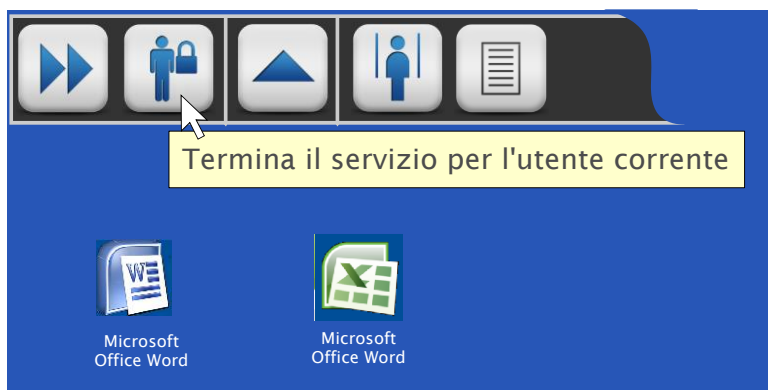 Termina il servizio per l'utente corrente
Microsoft
Office Word
Microsoft
Office Word